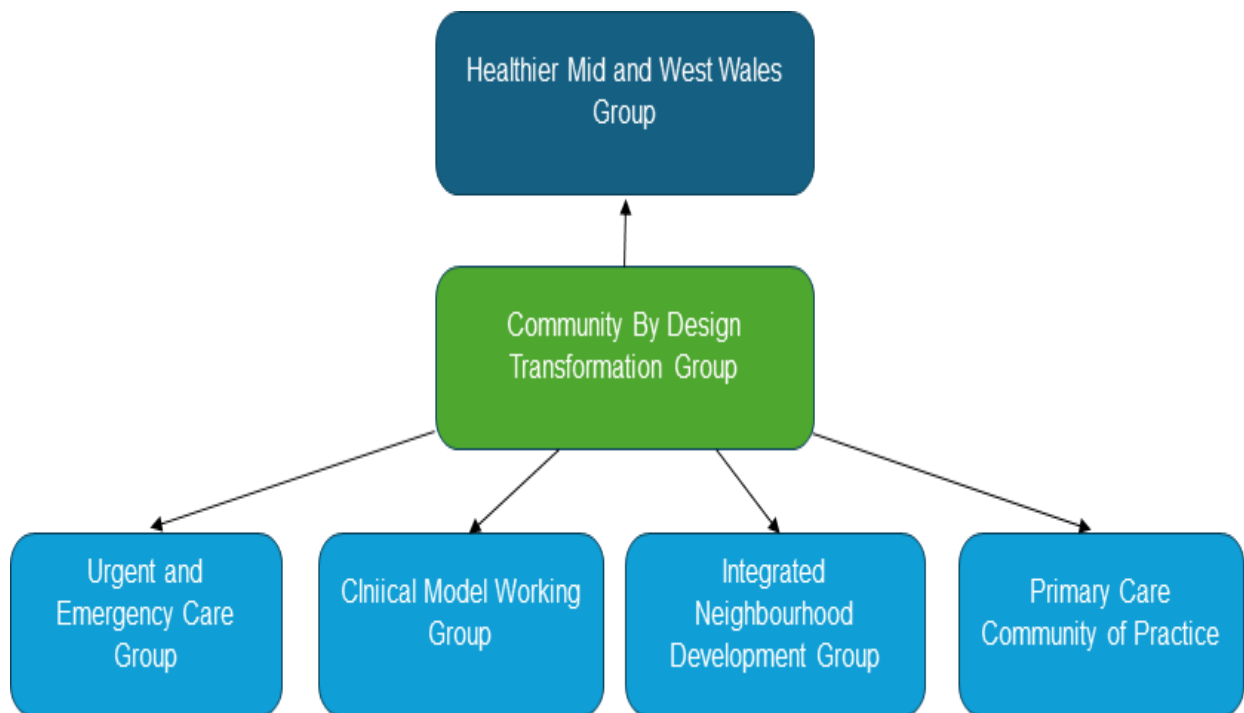 Healthier Mid and West Wales
Group
Community By Design
Transformation Group
Urgent and
Emergency Care
Group
Clniical Model Working
Group
Integrated
Neighbourhood
Development Group
Primary Care
Community of Practice